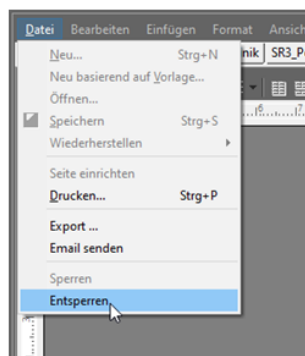 Datei Bearbeiten Einfügen Format Ansich
Neu... Strg+N
Neu basierend auf Vorlage...
Öffnen...
Speichern Strg+S
Wiederherstellen
Seite einrichten
Drucken... Strg+P
Export ...
Email senden
Sperren
Entsperren
nik SR3_P